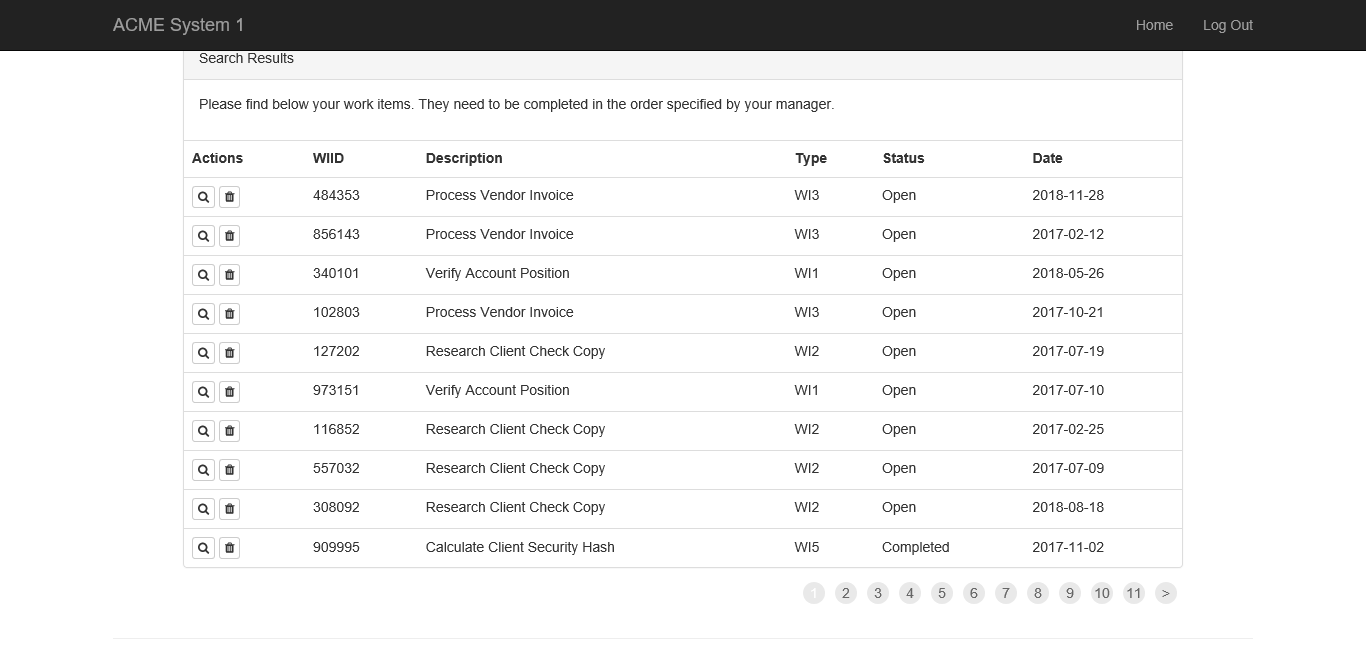 ACME System 1 Home Log Out
Search Results
Please find below your work items. They need to be completed in the order specified by your manager.
Actions WIID Description Type Status Date
484353 Process Vendor Invoice WI3 Open 2018-11-28
856143 Process Vendor Invoice WI3 Open 2017-02-12
340101 Verify Account Position WI1 Open 2018-05-26
102803 Process Vendor Invoice WI3 Open 2017-10-21
127202 Research Client Check Copy WI2 Open 2017-07-19
973151 Verify Account Position WI1 Open 2017-07-10
116852 Research Client Check Copy WI2 Open 2017-02-25
557032 Research Client Check Copy WI2 Open 2017-07-09
308092 Research Client Check Copy WI2 Open 2018-08-18
909995 Calculate Client Security Hash WI5 Completed 2017-11-02
1 2 3 4 5 6 7 8 9 10 11 >